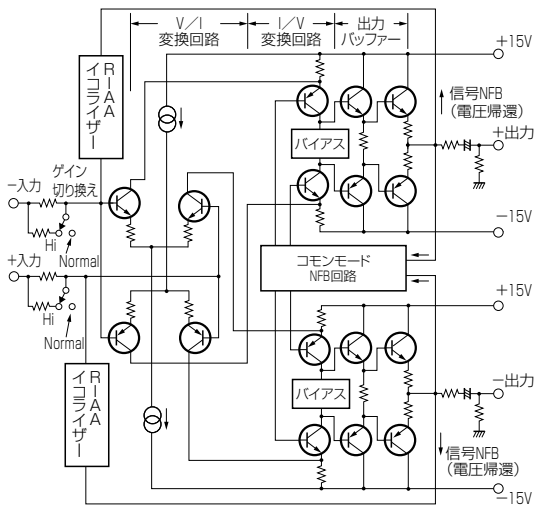 V／I
変換回路
I／V
変換回路
出力
バッファー
+15V
RIAA
イコライザー
信号NFB
(電圧帰還)
+出力
バイアス
ゲイン
切り換え
−入力
Hi
Normal
−15V
コモンモード
NFB回路
+入力
Hi
Normal
+15V
RIAA
イコライザー
バイアス
−出力
信号NFB
(電圧帰還)
−15V